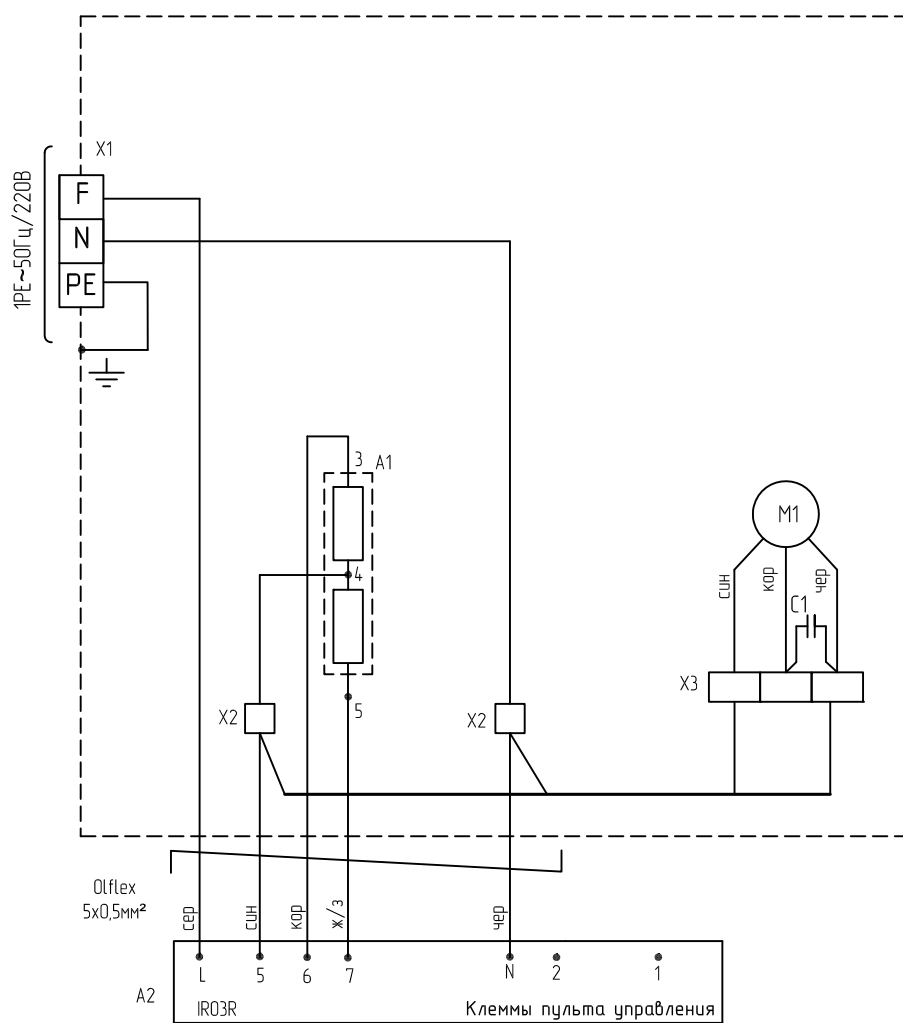 X1
1PE~50Гц/220В
F
N
PE
3
A1
4
5
M1
син
кор
чер
C1
X3
X2
X2
Olflex
5x0,5мм²
сер
син
кор
ж/з
чер
L
5
6
7
N
2
1
A2
IR03R
Клеммы пульта управления